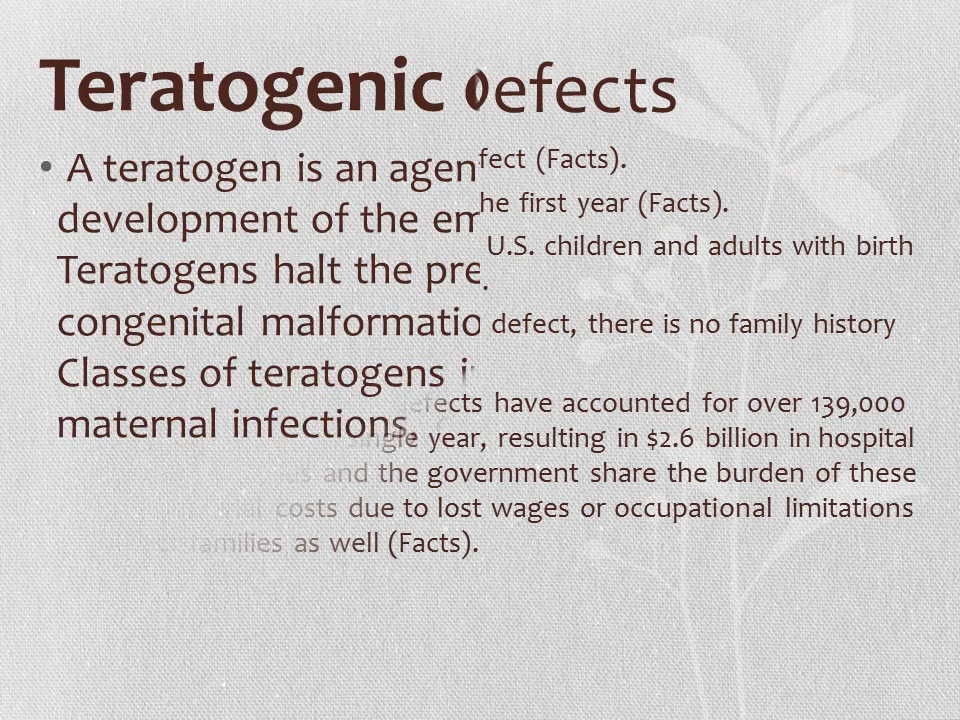 Teratogenic efects
• A teratogen is an agen
development of the em
Teratogens halt the pre
congenital malformatio
Classes of teratogens i
maternal infections.
fect (Facts).
he first year (Facts).
U.S. children and adults with birth
.
defect, there is no family history
efects have accounted for over 139,000
ngle year, resulting in $2.6 billion in hospital
and the government share the burden of these
costs due to lost wages or occupational limitations
families as well (Facts).